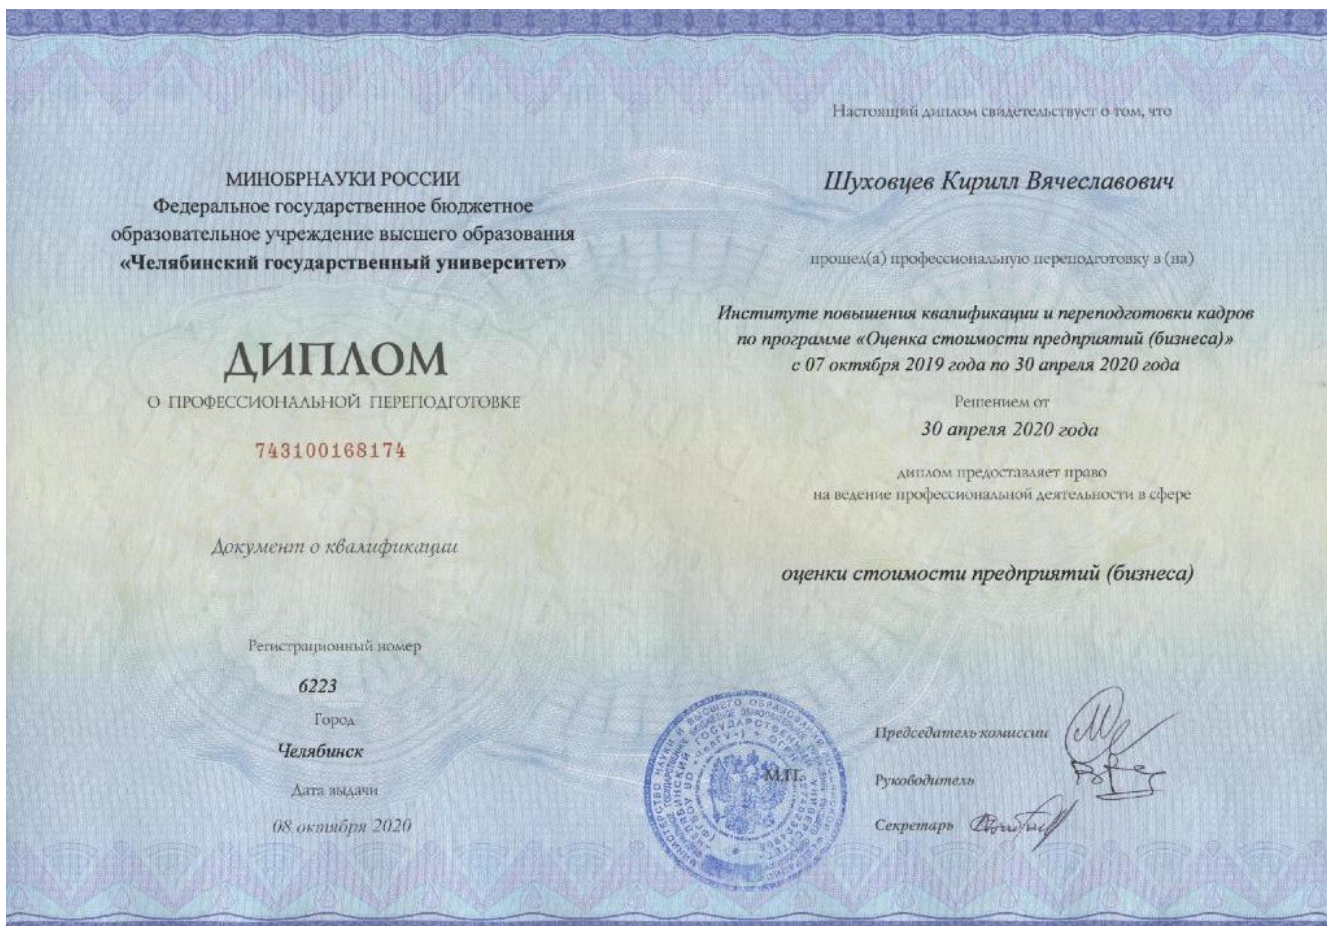 МИНОБРНАУКИ РОССИИ
Федеральное государственное бюджетное
образовательное учреждение высшего образования
«Челябинский государственный университет»
ДИПЛОМ
О ПРОФЕССИОНАЛЬНОЙ ПЕРЕПОДГОТОВКЕ
743100168174
Документ о квалификации
Регистрационный номер
6223
Город
Челябинск
Дата выдачи
08 октября 2020
Настоящий диплом свидетельствует о том, что
Шуховцев Кирилл Вячеславович
прошел(а) профессиональную переподготовку в (на)
Институте повышения квалификации и переподготовки кадров
по программе «Оценка стоимости предприятий (бизнеса)»
с 07 октября 2019 года по 30 апреля 2020 года
Решением от
30 апреля 2020 года
диплом предоставляет право
на ведение профессиональной деятельности в сфере
оценки стоимости предприятий (бизнеса)
М.П.
Председатель комиссии
Руководитель
Секретарь